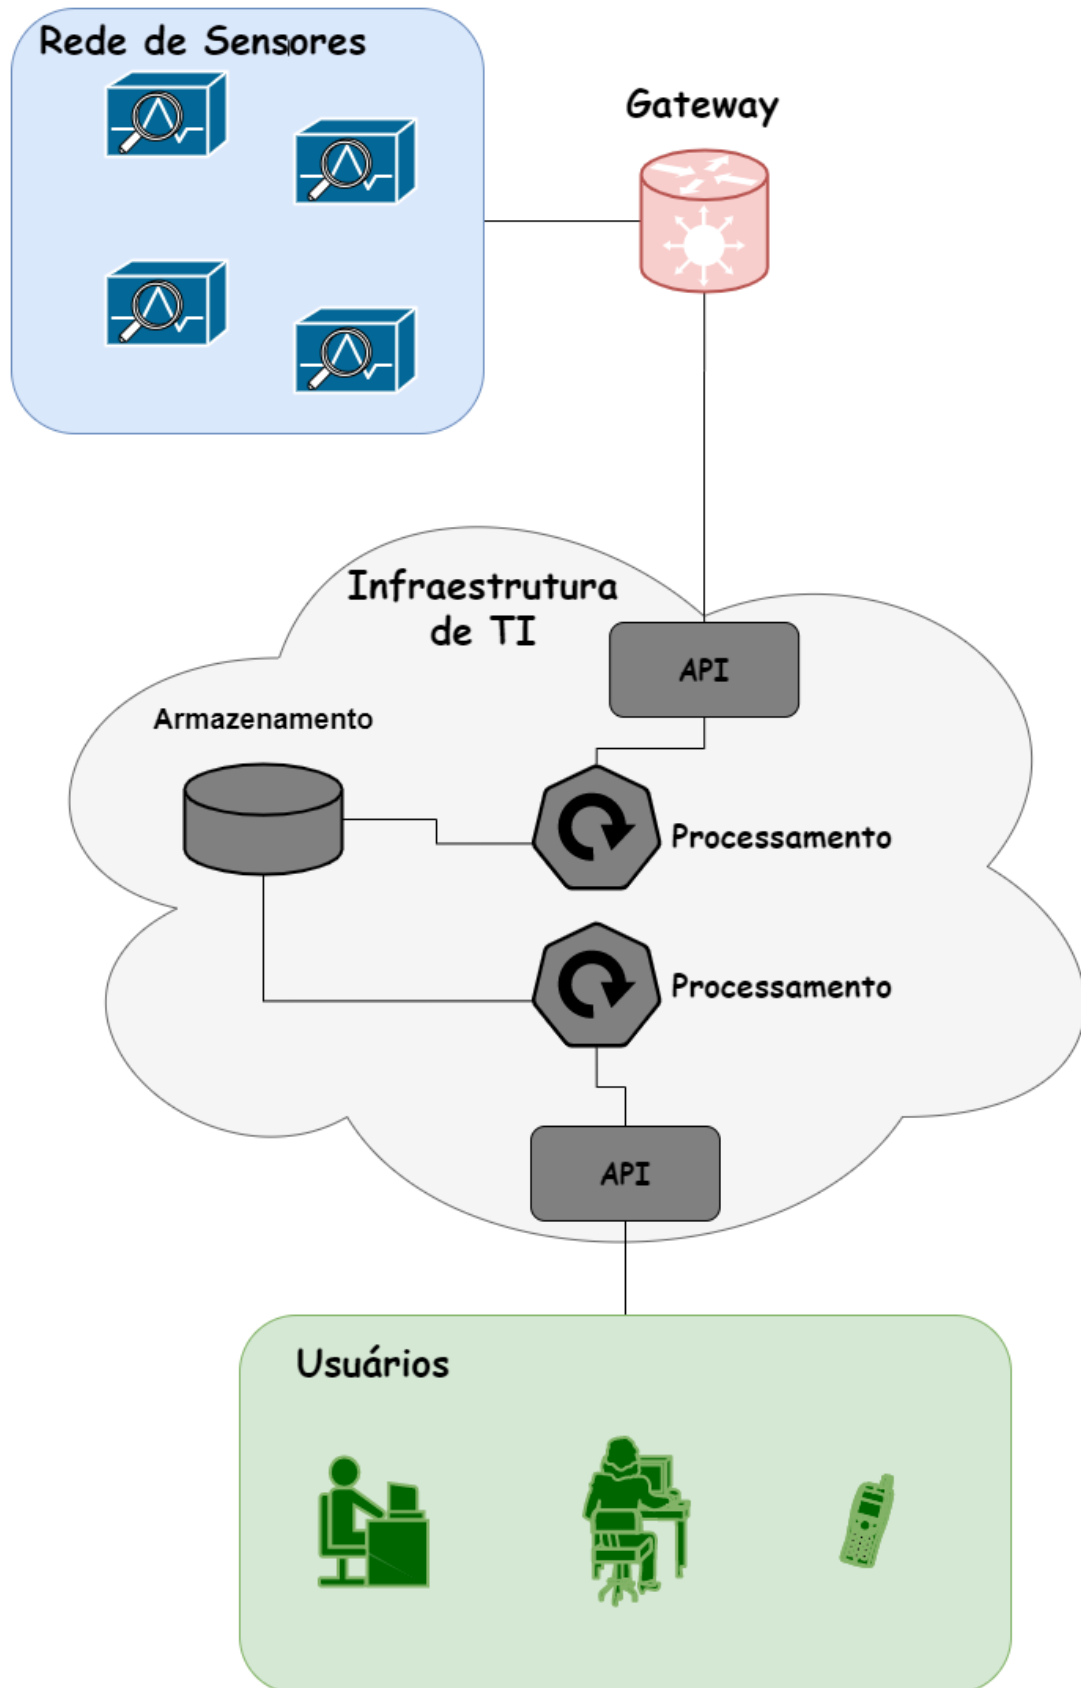 Rede de Sensores
Gateway
Infraestrutura
de TI
API
Armazenamento
Processamento
Processamento
API
Usuários